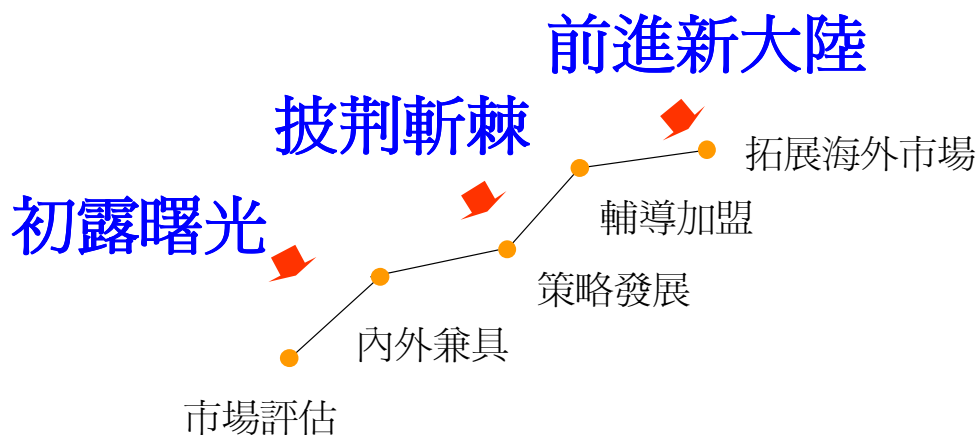 前進新大陸
披荆斬棘
拓展海外市場
初露曙光
輔導加盟
策略發展
內外兼具
市場評估